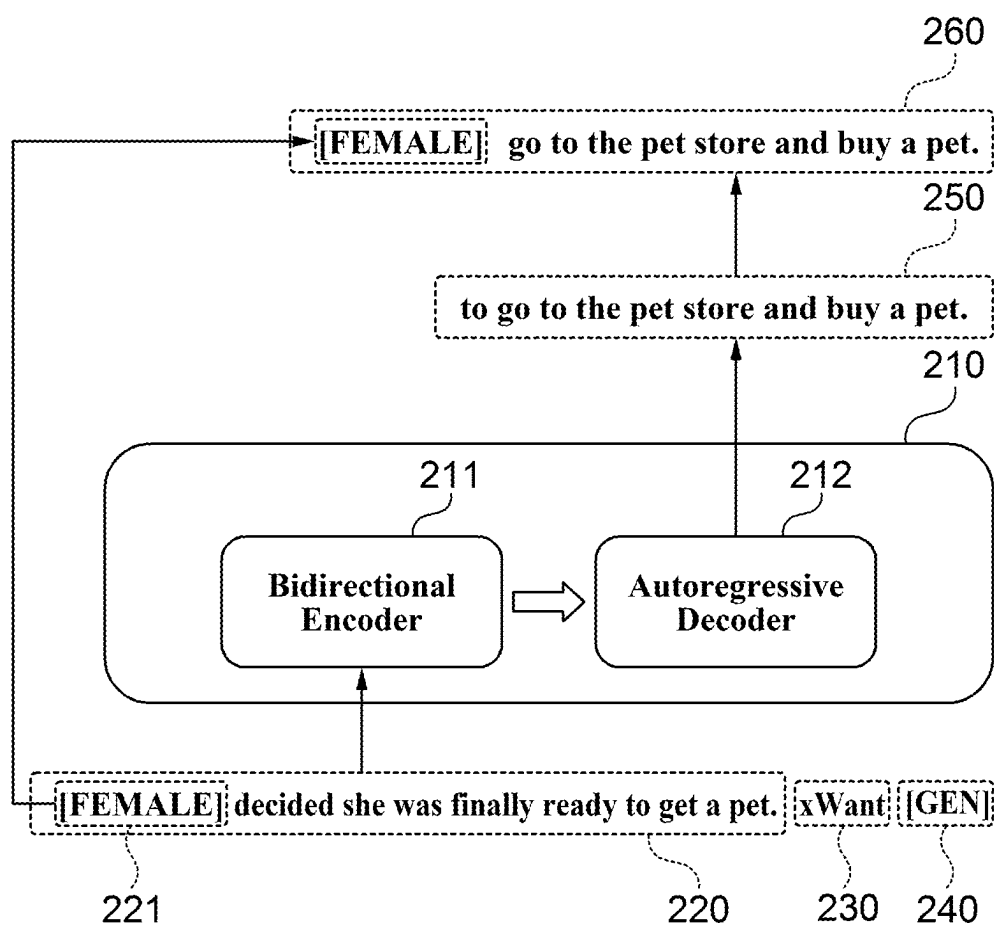 260
[FEMALE] go to the pet store and buy a pet.
250
to go to the pet store and buy a pet.
210
211
212
Bidirectional
Encoder
Autoregressive
Decoder
[FEMALE] decided she was finally ready to get a pet. xWant [GEN]
221
220
230
240